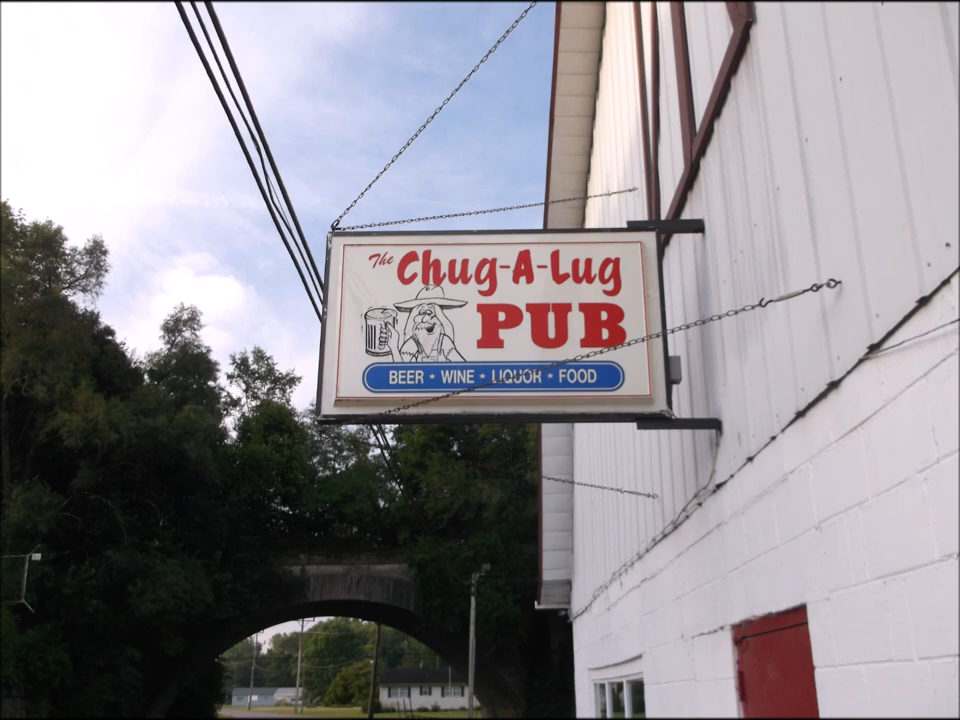 The
Chug-A-Lug
PUB
BEER * WINE * LIQUOR * FOOD